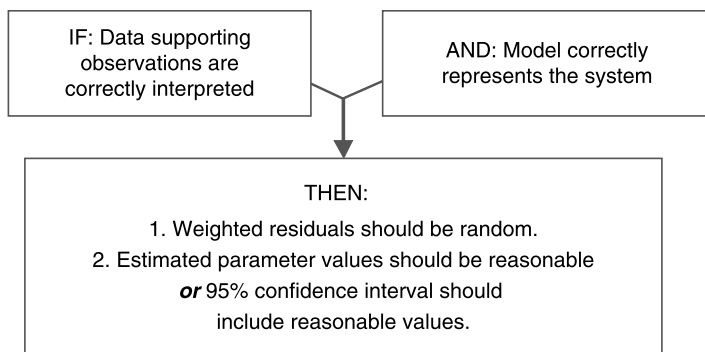 IF: Data supporting
observations are
correctly interpreted
AND: Model correctly
represents the system
THEN:
1. Weighted residuals should be random.
2. Estimated parameter values should be reasonable
or 95% confidence interval should
include reasonable values.